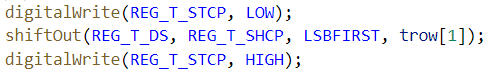 digitalWrite(REG_T_STCP, LOW);
shiftOut(REG_T_DS, REG_T_SHCP, LSBFIRST, trow[1]);
digitalWrite(REG_T_STCP, HIGH);